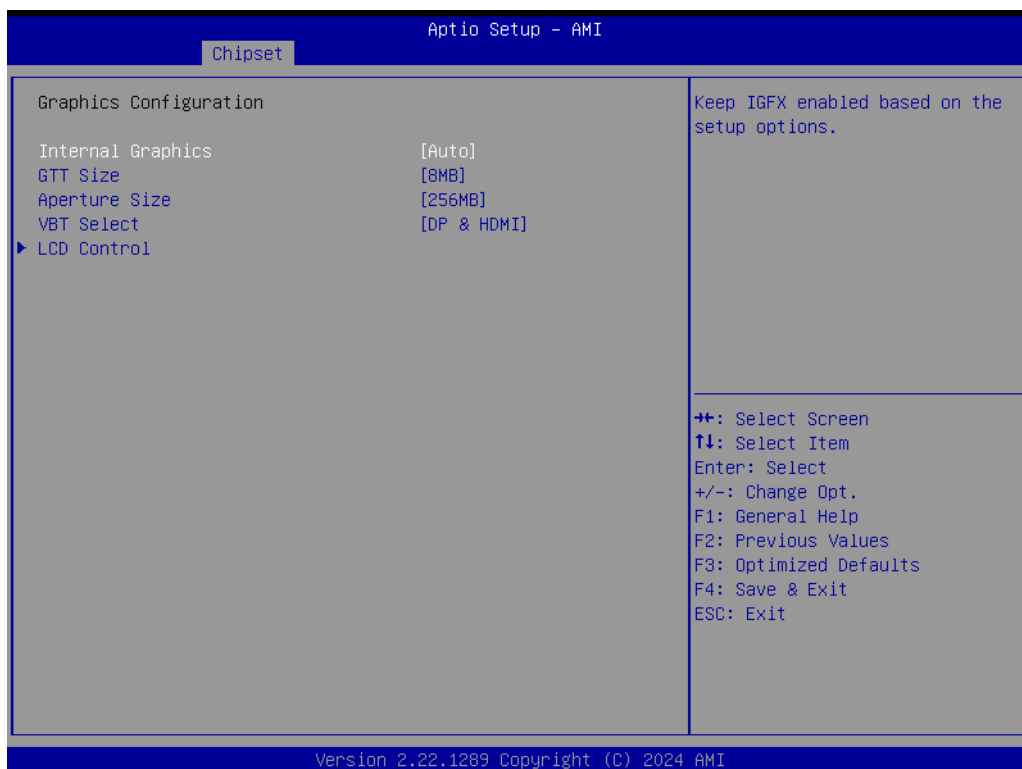 Aptio Setup - AMI
Chipset
Graphics Configuration
Internal Graphics [Auto]
GTT Size [8MB]
Aperture Size [256MB]
VBT Select [DP & HDMI]
LCD Control
Keep IGFX enabled based on the
setup options.
→←: Select Screen
↑↓: Select Item
Enter: Select
+/-: Change Opt.
F1: General Help
F2: Previous Values
F3: Optimized Defaults
F4: Save & Exit
ESC: Exit
Version 2.22.1289 Copyright (C) 2024 AMI